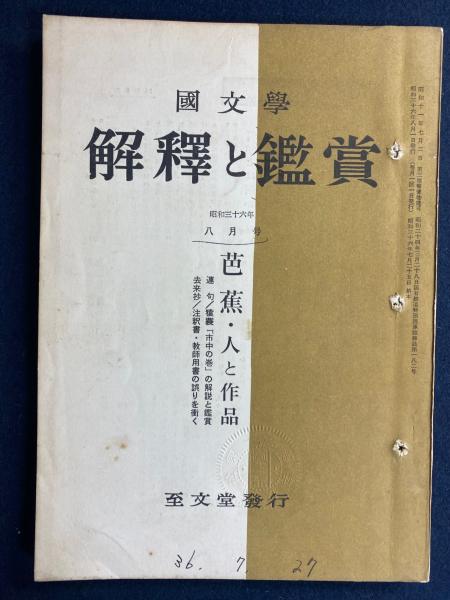 國文學
解釋と鑑賞
昭和三十六年
八月号
芭蕉・人と作品
連句/猿蓑「市中の巻」の解説と鑑賞
去来抄/注釈書・教師用書の誤りを衝く
至文堂發行
36. 7. 27